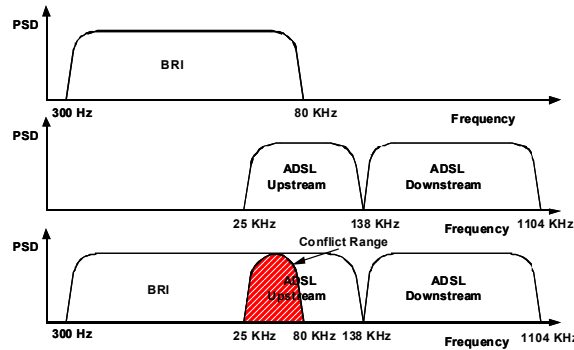 PSD
BRI
300 Hz
80 KHz
Frequency
PSD
ADSL
Upstream
ADSL
Downstream
25 KHz
138 KHz
1104 KHz
Frequency
PSD
Conflict Range
BRI
ADSL
Upstream
ADSL
Downstream
300 Hz
25 KHz
80 KHz
138 KHz
1104 KHz
Frequency